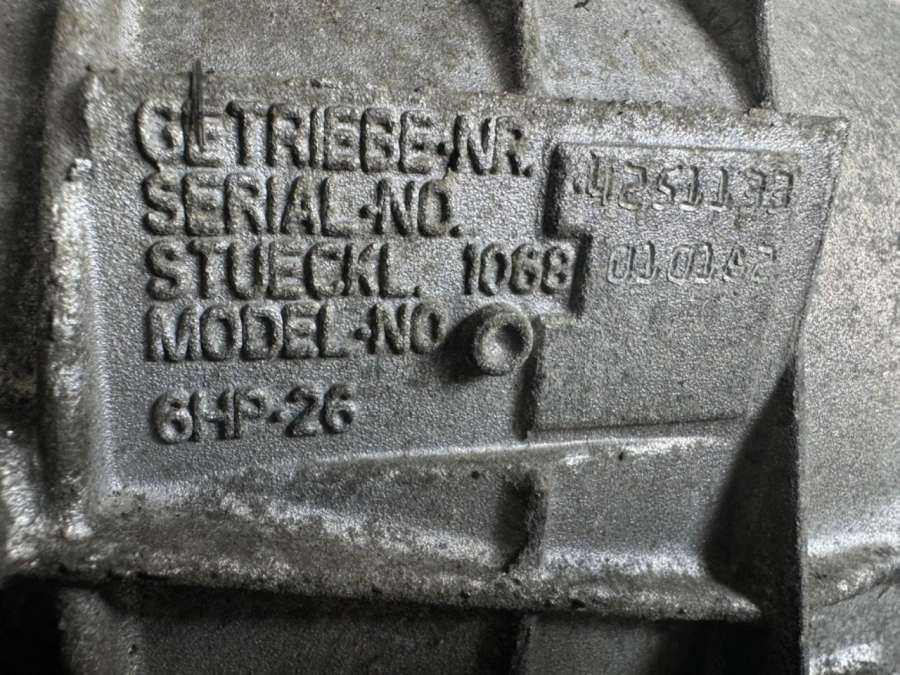 GETRIEBE-NR.
SERIAL-NO.
STUECKL. 1068
MODEL-NO
6HP-26